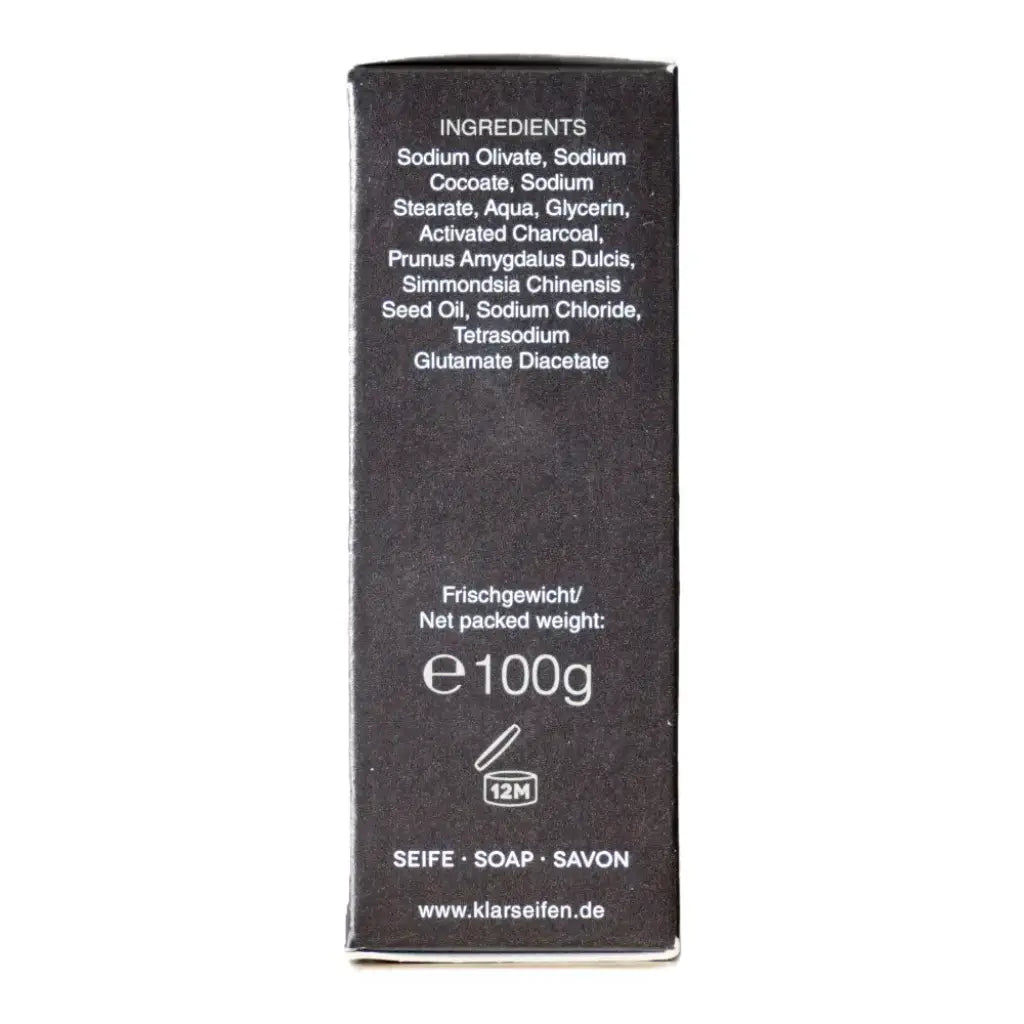 INGREDIENTS
Sodium Olivate, Sodium
Cocoate, Sodium
Stearate, Aqua, Glycerin,
Activated Charcoal,
Prunus Amygdalus Dulcis,
Simmondsia Chinensis
Seed Oil, Sodium Chloride,
Tetrasodium
Glutamate Diacetate
Frischgewicht/
Net packed weight:
℮100g
12M
SEIFE · SOAP · SAVON
www.klarseifen.de